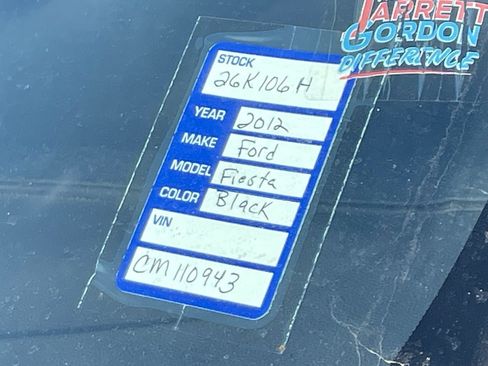 JARRETT
GORDON
DIFFERENCE
STOCK
26K106H
YEAR 2012
MAKE Ford
MODEL Fiesta
COLOR Black
VIN
CM110943